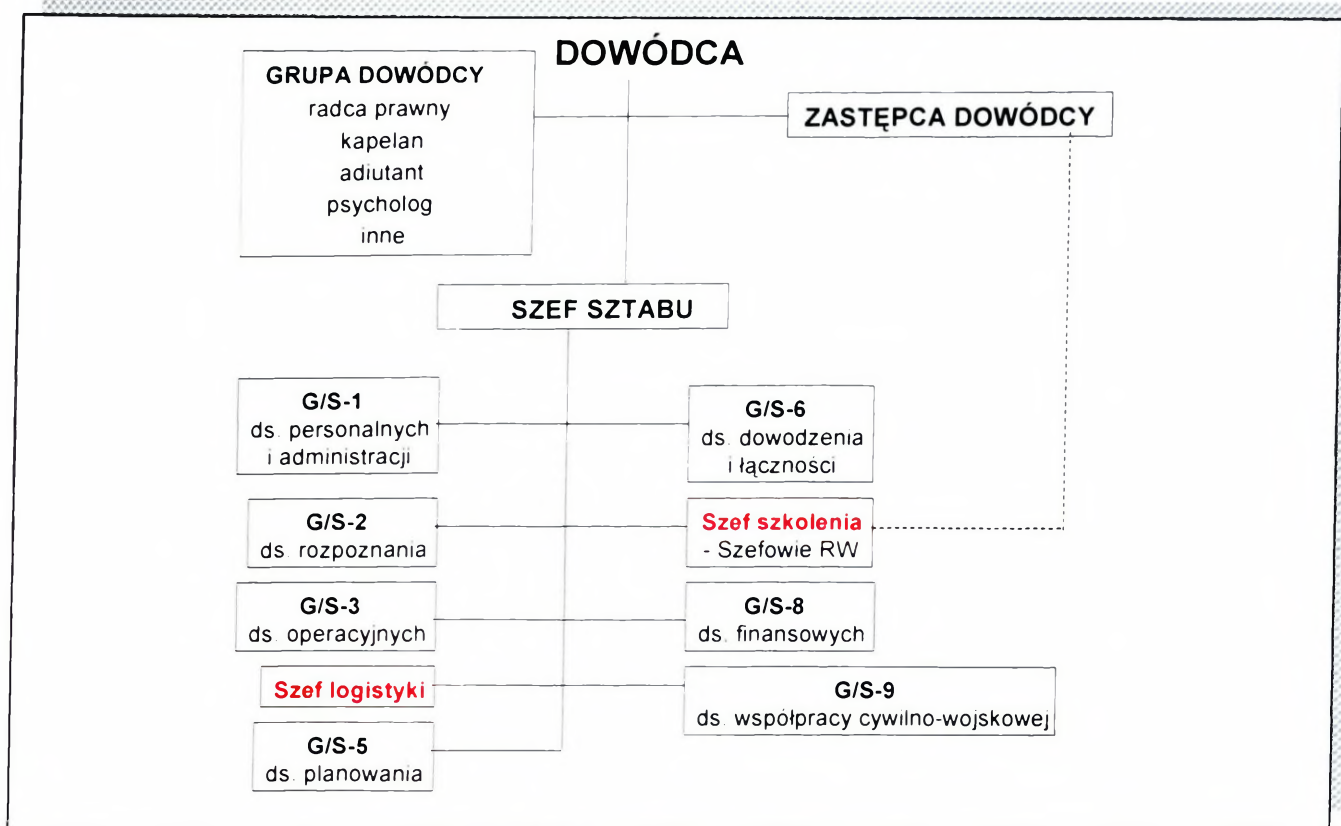 DOWÓDCA
GRUPA DOWÓDCY
radca prawny
kapelan
adiutant
psycholog
inne
ZASTĘPCA DOWÓDCY
SZEF SZTABU
G/S-1
ds. personalnych
i administracji
G/S-6
ds. dowodzenia
i łączności
G/S-2
ds. rozpoznania
Szef szkolenia
- Szefowie RW
G/S-3
ds. operacyjnych
G/S-8
ds. finansowych
Szef logistyki
G/S-9
ds. współpracy cywilno-wojskowej
G/S-5
ds. planowania